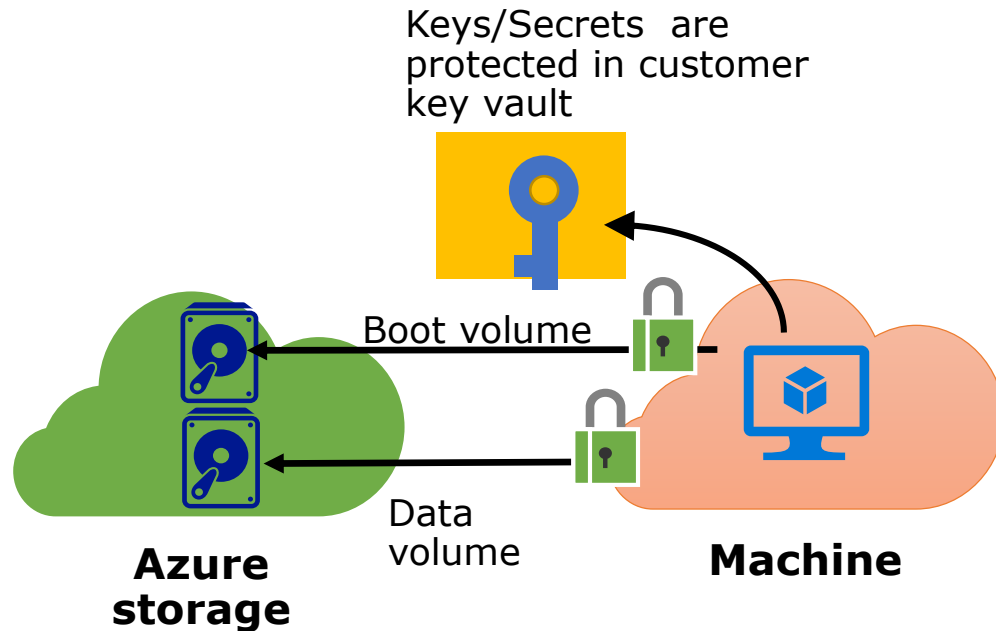 Keys/Secrets are
protected in customer
key vault
Boot volume
Data
volume
Azure
storage
Machine